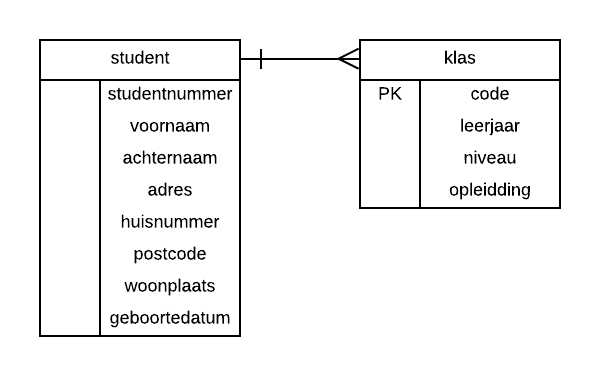 student
studentnummer
voornaam
achternaam
adres
huisnummer
postcode
woonplaats
geboortedatum
klas
PK code
leerjaar
niveau
opleidding